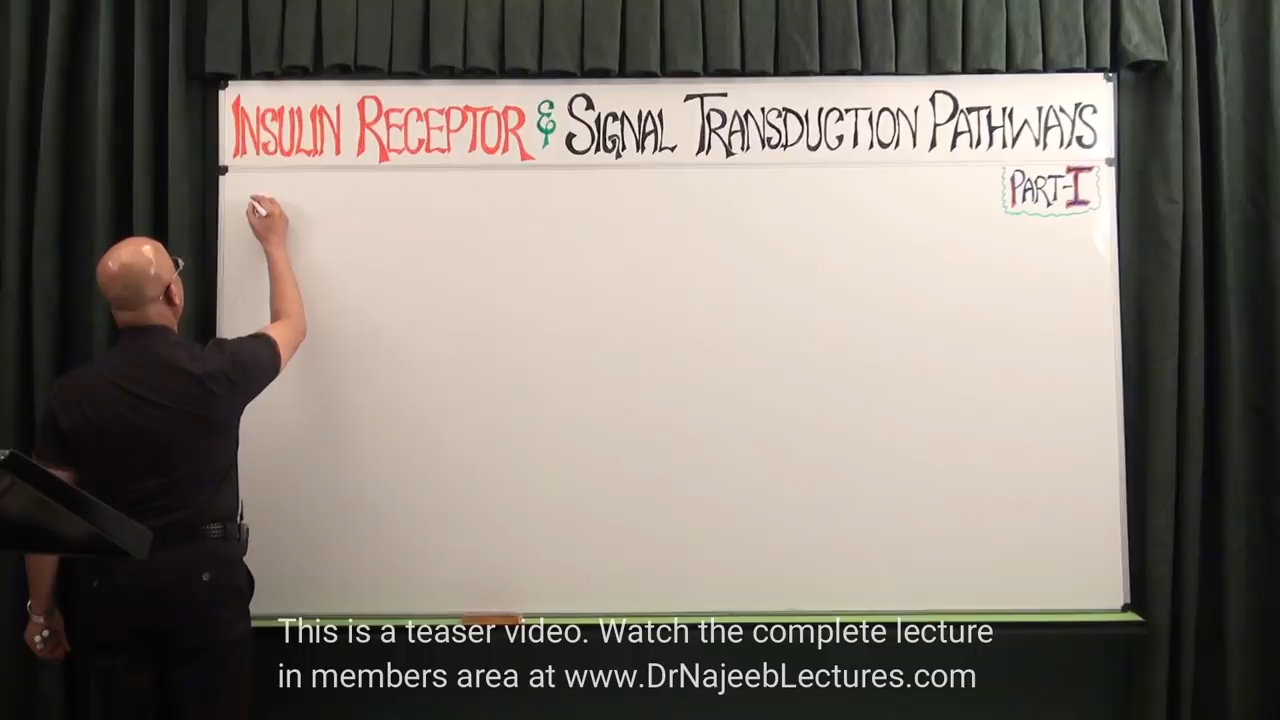 INSULIN RECEPTOR & SIGNAL TRANSDUCTION PATHWAYS
PART-I
This is a teaser video. Watch the complete lecture
in members area at www.DrNajeebLectures.com